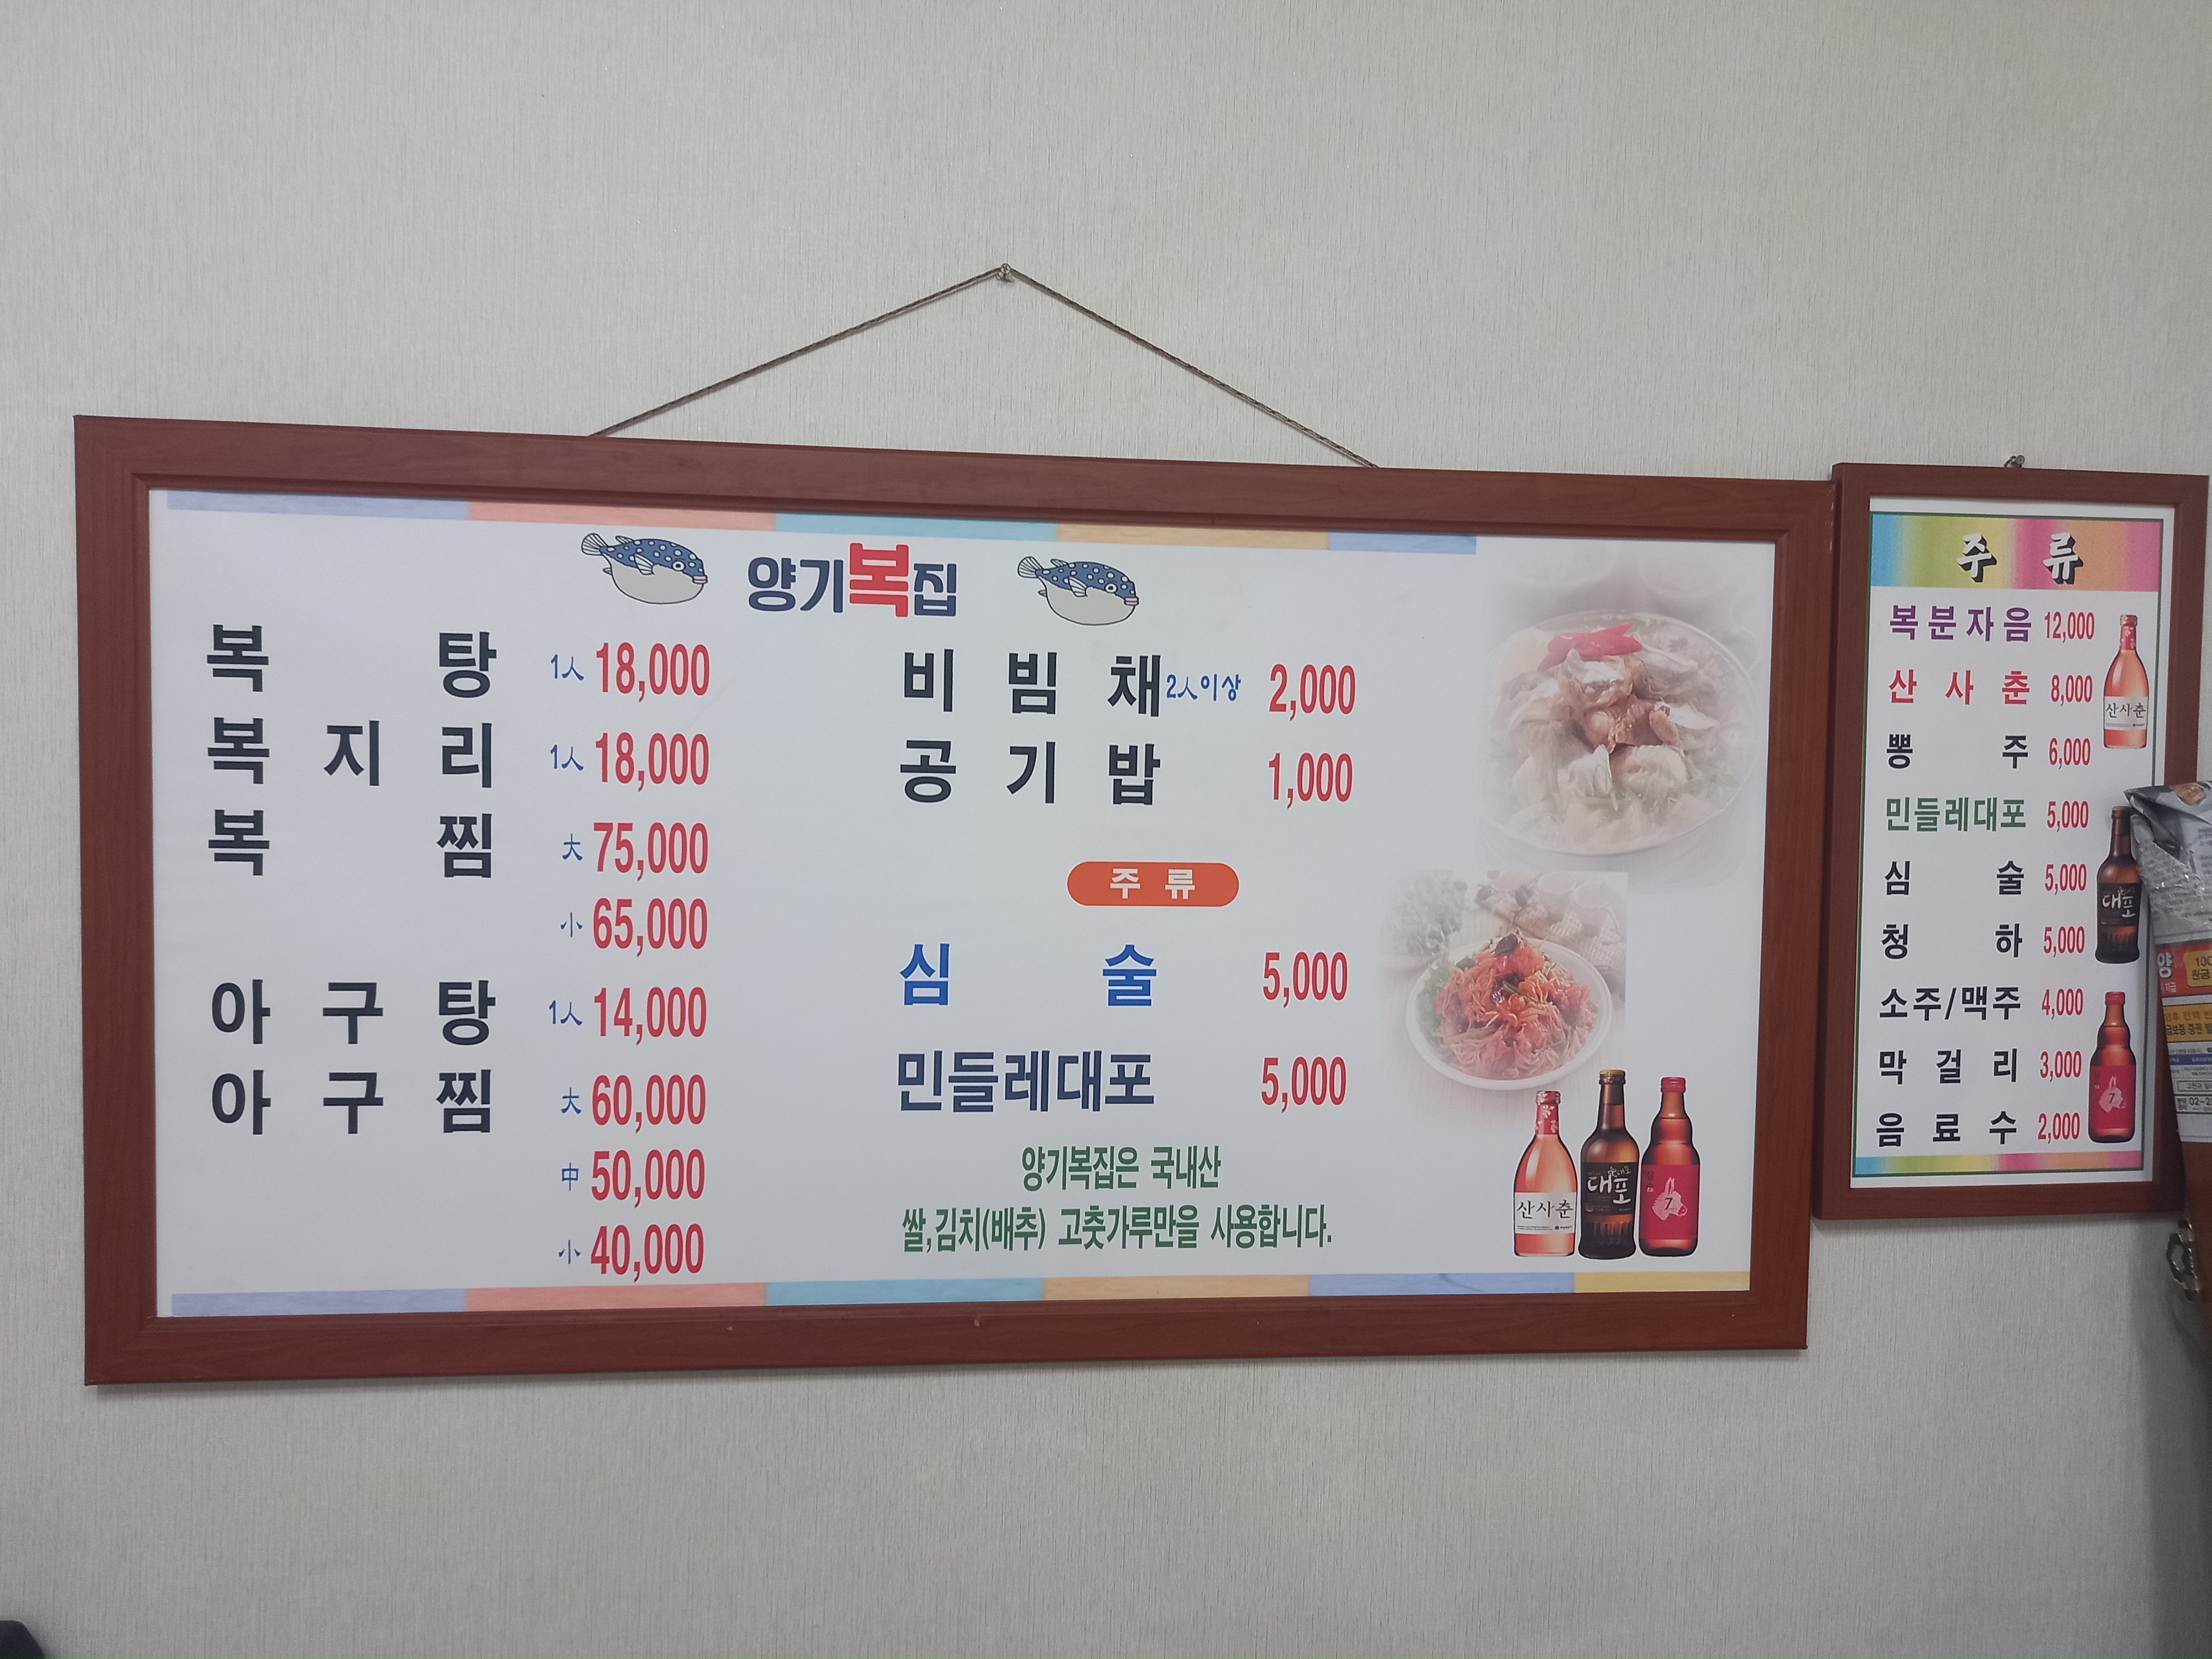 양기복집
복 탕 1人 18,000
복 지 리 1人 18,000
복 찜 大 75,000
小 65,000
아 구 탕 1人 14,000
아 구 찜 大 60,000
中 50,000
小 40,000
비 빔 채 2人이상 2,000
공 기 밥 1,000
주 류
심 술 5,000
민들레대포 5,000
양기복집은 국내산
쌀,김치(배추) 고춧가루만을 사용합니다.
산사춘
대포
7
주 류
복분자음 12,000
산 사 춘 8,000
뽕 주 6,000
민들레대포 5,000
심 술 5,000
청 하 5,000
소주/맥주 4,000
막 걸 리 3,000
음 료 수 2,000
산사춘
대포
7